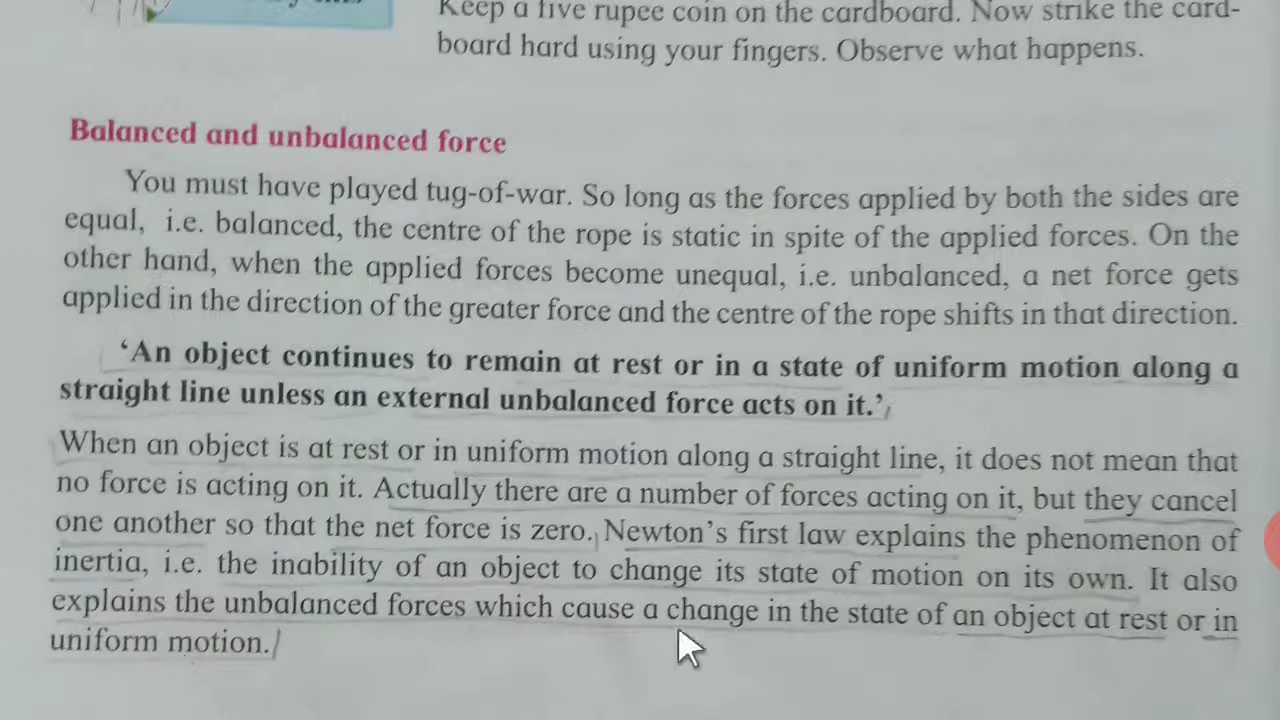 Keep a five rupee coin on the cardboard. Now strike the card-
board hard using your fingers. Observe what happens.
Balanced and unbalanced force
You must have played tug-of-war. So long as the forces applied by both the sides are
equal, i.e. balanced, the centre of the rope is static in spite of the applied forces. On the
other hand, when the applied forces become unequal, i.e. unbalanced, a net force gets
applied in the direction of the greater force and the centre of the rope shifts in that direction.
‘An object continues to remain at rest or in a state of uniform motion along a
straight line unless an external unbalanced force acts on it.’
When an object is at rest or in uniform motion along a straight line, it does not mean that
no force is acting on it. Actually there are a number of forces acting on it, but they cancel
one another so that the net force is zero. Newton’s first law explains the phenomenon of
inertia, i.e. the inability of an object to change its state of motion on its own. It also
explains the unbalanced forces which cause a change in the state of an object at rest or in
uniform motion.